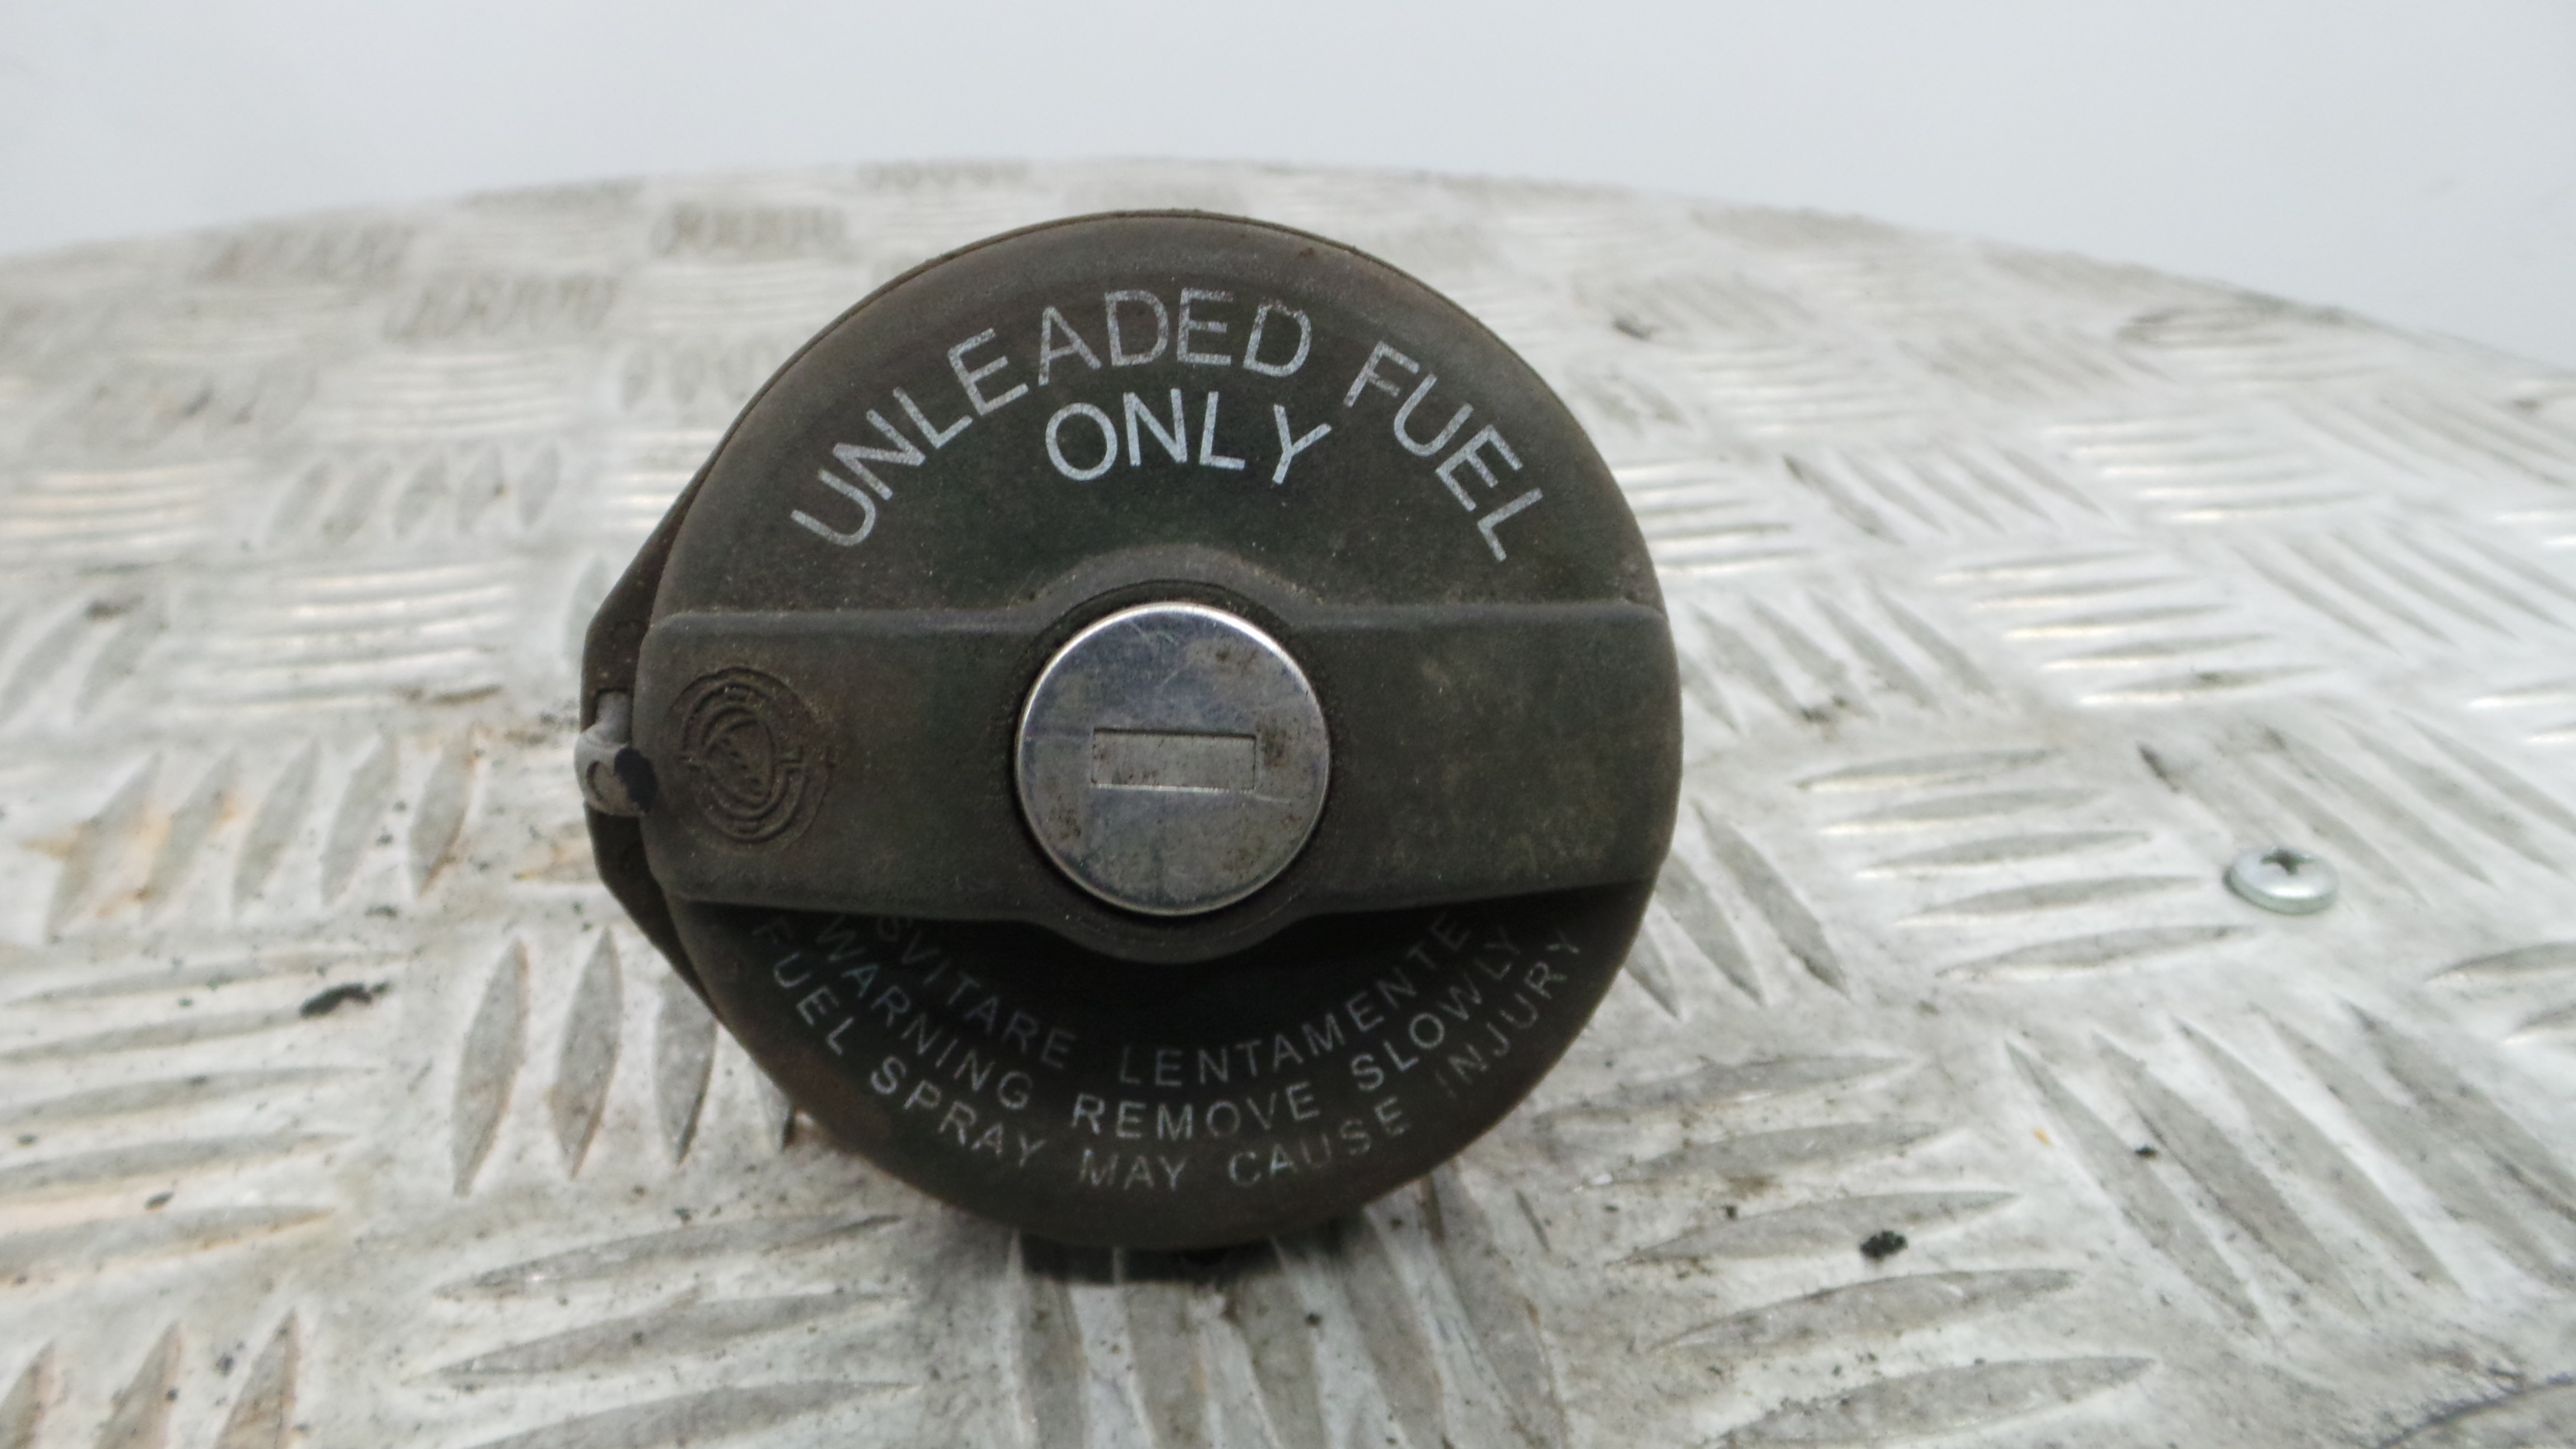 UNLEADED FUEL
ONLY
SVITARE LENTAMENTE
WARNING REMOVE SLOWLY
FUEL SPRAY MAY CAUSE INJURY